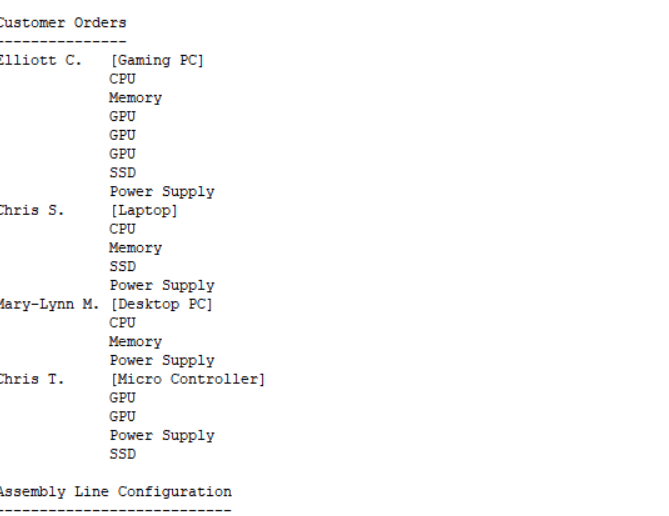 Customer Orders
---------------
Elliott C.   [Gaming PC]
             CPU
             Memory
             GPU
             GPU
             GPU
             SSD
             Power Supply
Chris S.     [Laptop]
             CPU
             Memory
             SSD
             Power Supply
Mary-Lynn M. [Desktop PC]
             CPU
             Memory
             Power Supply
Chris T.     [Micro Controller]
             GPU
             GPU
             Power Supply
             SSD

Assembly Line Configuration
---------------------------